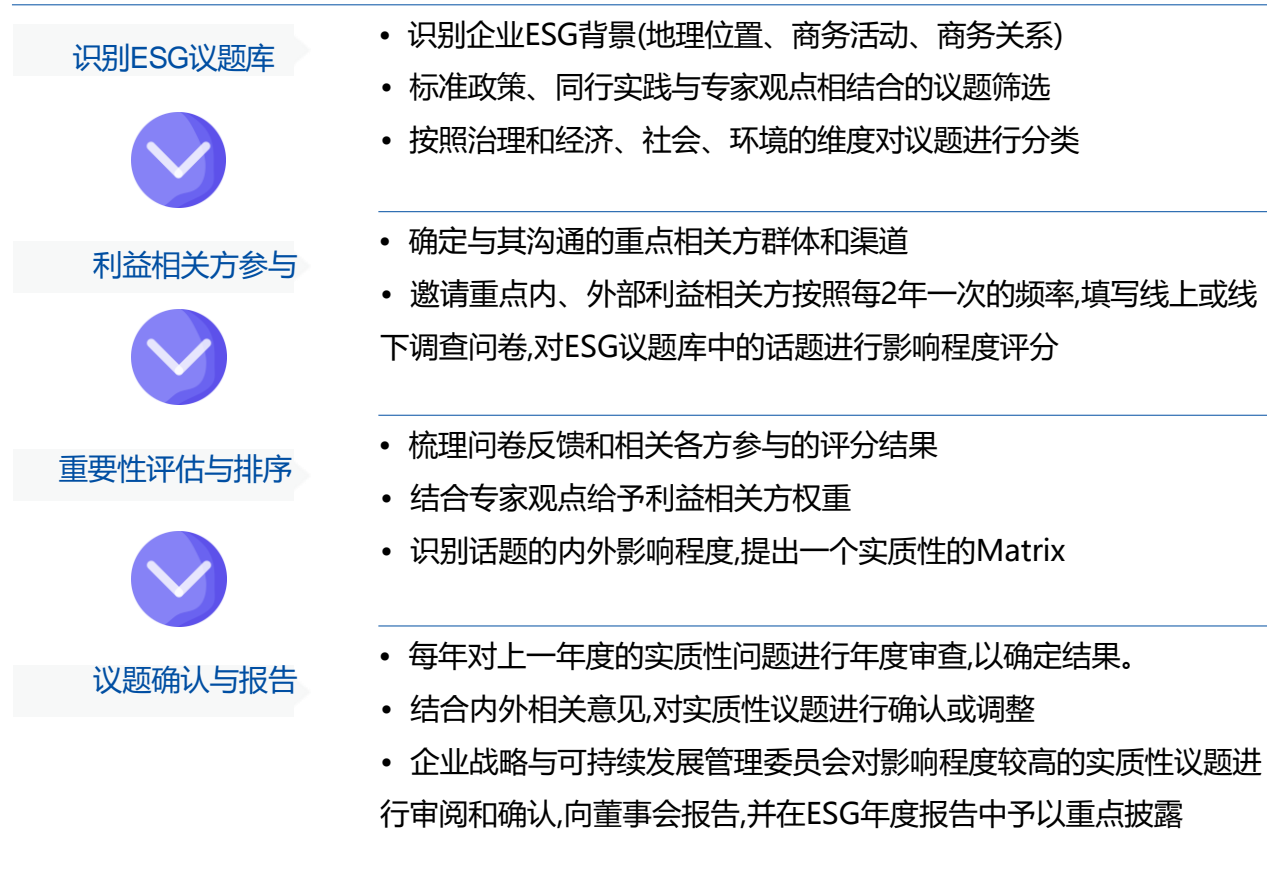 识别ESG议题库
• 识别企业ESG背景(地理位置、商务活动、商务关系)
• 标准政策、同行实践与专家观点相结合的议题筛选
• 按照治理和经济、社会、环境的维度对议题进行分类
利益相关方参与
• 确定与其沟通的重点相关方群体和渠道
• 邀请重点内、外部利益相关方按照每2年一次的频率,填写线上或线
下调查问卷,对ESG议题库中的话题进行影响程度评分
重要性评估与排序
• 梳理问卷反馈和相关各方参与的评分结果
• 结合专家观点给予利益相关方权重
• 识别话题的内外影响程度,提出一个实质性的Matrix
议题确认与报告
• 每年对上一年度的实质性问题进行年度审查,以确定结果。
• 结合内外相关意见,对实质性议题进行确认或调整
• 企业战略与可持续发展管理委员会对影响程度较高的实质性议题进
行审阅和确认,向董事会报告,并在ESG年度报告中予以重点披露